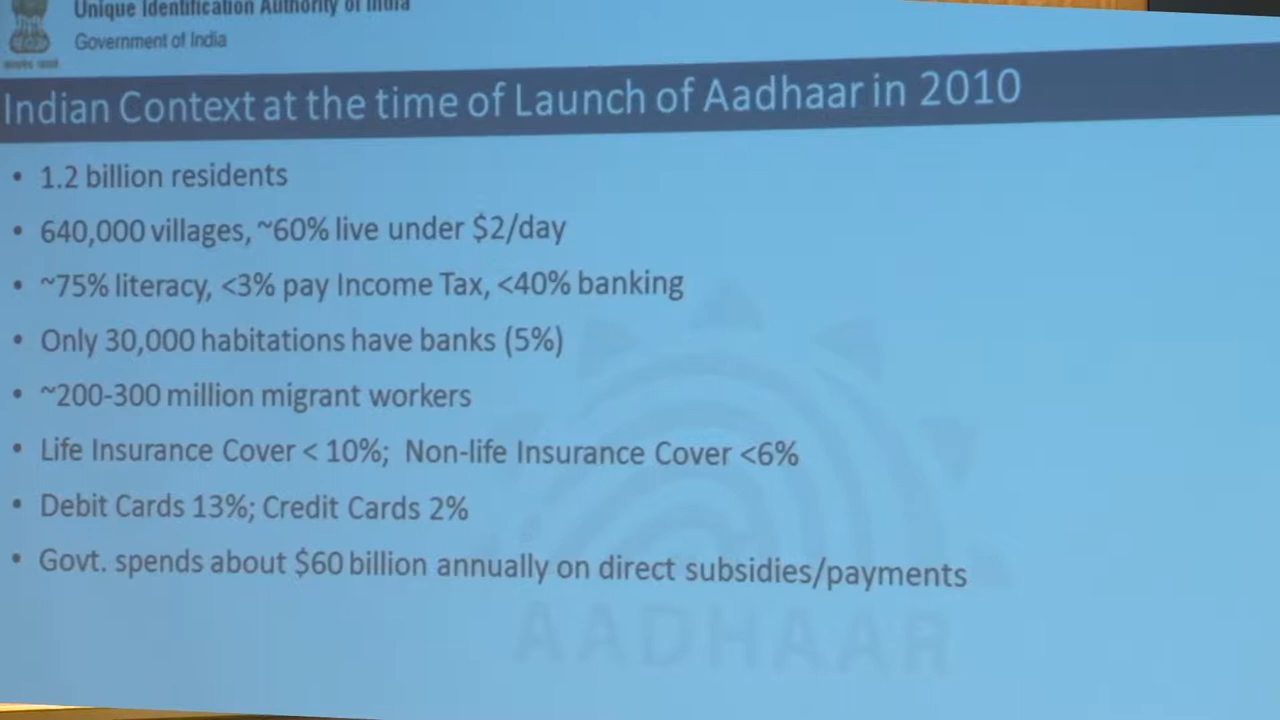 Unique Identification Authority of India
Government of India
Indian Context at the time of Launch of Aadhaar in 2010
• 1.2 billion residents
• 640,000 villages, ~60% live under $2/day
• ~75% literacy, <3% pay Income Tax, <40% banking
• Only 30,000 habitations have banks (5%)
• ~200-300 million migrant workers
• Life Insurance Cover < 10%; Non-life Insurance Cover <6%
• Debit Cards 13%; Credit Cards 2%
• Govt. spends about $60 billion annually on direct subsidies/payments
AADHAAR